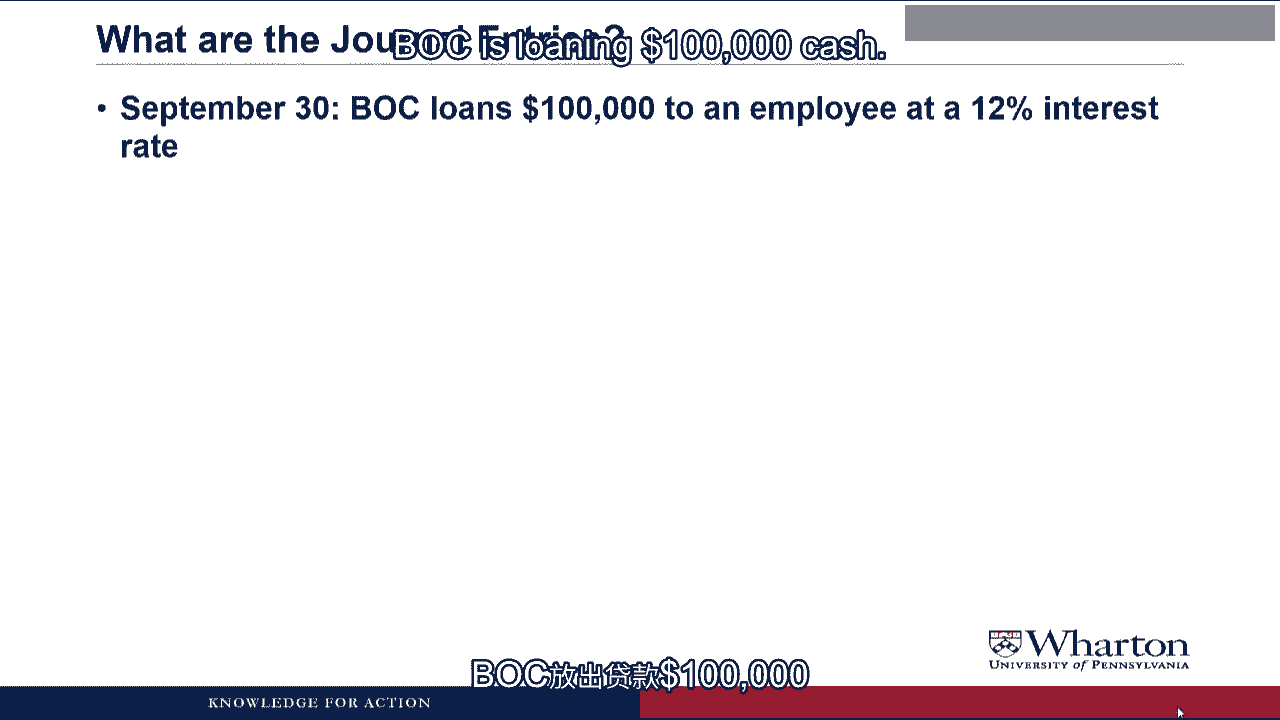 What are the Journal Entries?
BOC is loaning $100,000 cash.
• September 30: BOC loans $100,000 to an employee at a 12% interest
rate
Wharton
UNIVERSITY of PENNSYLVANIA
BOC放出贷款$100,000
KNOWLEDGE FOR ACTION